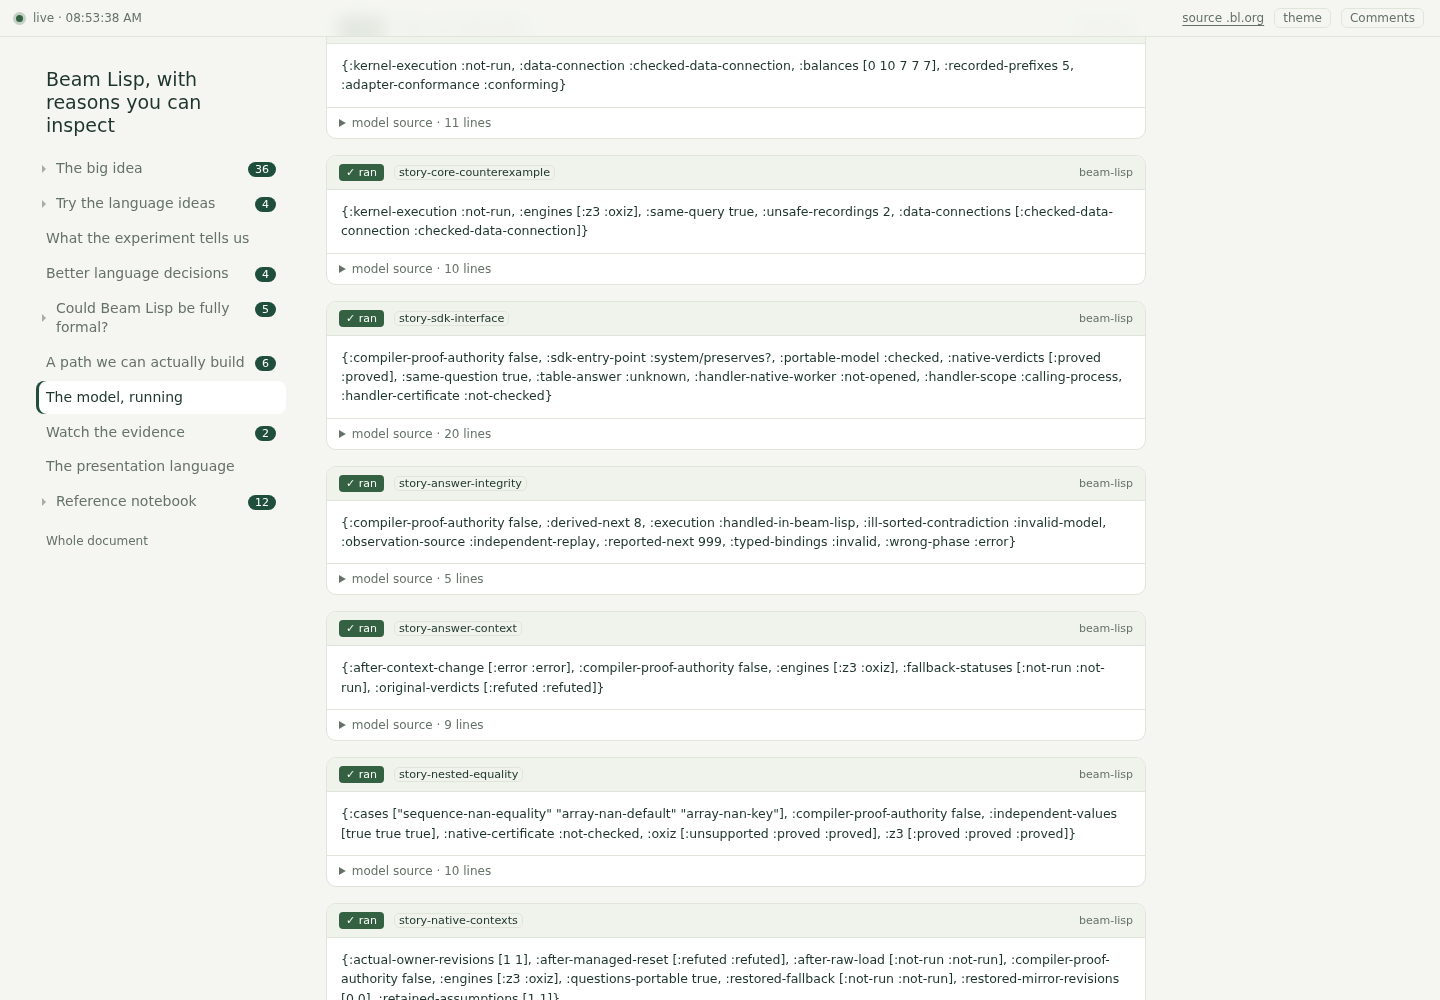 live · 08:53:38 AM
source .bl.org
theme
Comments
Beam Lisp, with
reasons you can
inspect
The big idea
36
Try the language ideas
4
What the experiment tells us
Better language decisions
4
Could Beam Lisp be fully
formal?
5
A path we can actually build
6
The model, running
Watch the evidence
2
The presentation language
Reference notebook
12
Whole document
{:kernel-execution :not-run, :data-connection :checked-data-connection, :balances [0 10 7 7 7], :recorded-prefixes 5,
:adapter-conformance :conforming}
model source · 11 lines
✓ ran
story-core-counterexample
beam-lisp
{:kernel-execution :not-run, :engines [:z3 :oxiz], :same-query true, :unsafe-recordings 2, :data-connections [:checked-data-
connection :checked-data-connection]}
model source · 10 lines
✓ ran
story-sdk-interface
beam-lisp
{:compiler-proof-authority false, :sdk-entry-point :system/preserves?, :portable-model :checked, :native-verdicts [:proved
:proved], :same-question true, :table-answer :unknown, :handler-native-worker :not-opened, :handler-scope :calling-process,
:handler-certificate :not-checked}
model source · 20 lines
✓ ran
story-answer-integrity
beam-lisp
{:compiler-proof-authority false, :derived-next 8, :execution :handled-in-beam-lisp, :ill-sorted-contradiction :invalid-model,
:observation-source :independent-replay, :reported-next 999, :typed-bindings :invalid, :wrong-phase :error}
model source · 5 lines
✓ ran
story-answer-context
beam-lisp
{:after-context-change [:error :error], :compiler-proof-authority false, :engines [:z3 :oxiz], :fallback-statuses [:not-run :not-
run], :original-verdicts [:refuted :refuted]}
model source · 9 lines
✓ ran
story-nested-equality
beam-lisp
{:cases ["sequence-nan-equality" "array-nan-default" "array-nan-key"], :compiler-proof-authority false, :independent-values
[true true true], :native-certificate :not-checked, :oxiz [:unsupported :proved :proved], :z3 [:proved :proved :proved]}
model source · 10 lines
✓ ran
story-native-contexts
beam-lisp
{:actual-owner-revisions [1 1], :after-managed-reset [:refuted :refuted], :after-raw-load [:not-run :not-run], :compiler-proof-
authority false, :engines [:z3 :oxiz], :questions-portable true, :restored-fallback [:not-run :not-run], :restored-mirror-revisions
[0 0], :retained-assumptions [1 1]}